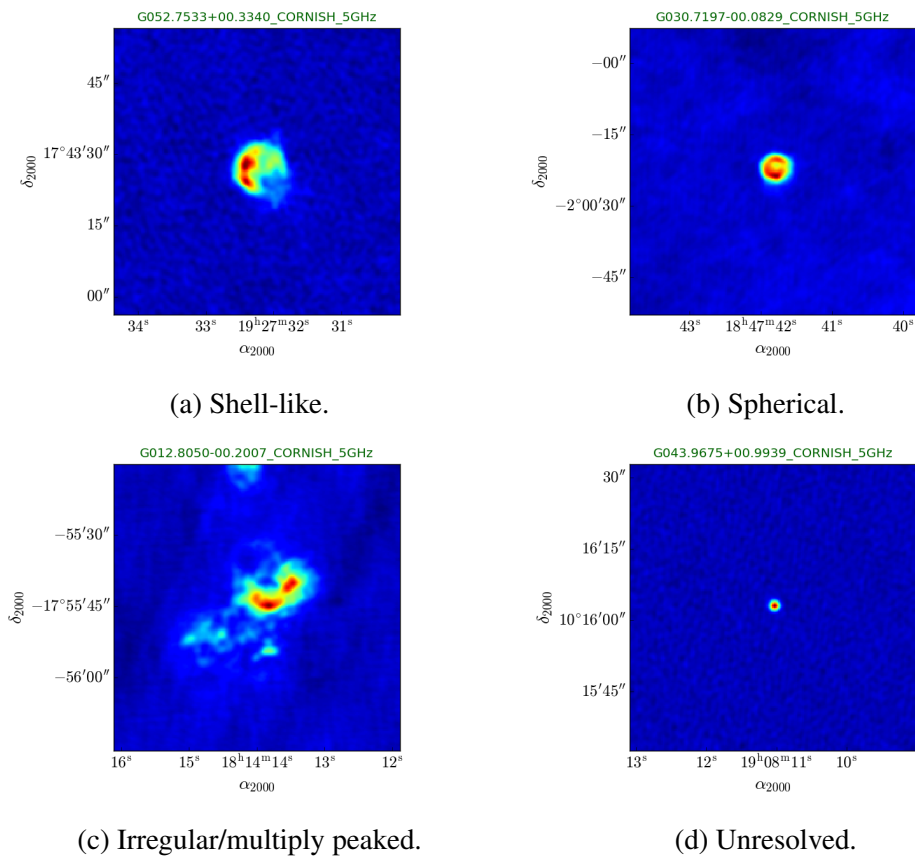 G052.7533+00.3340_CORNISH_5GHz
45″
17°43′30″
15″
00″
δ2000
34ˢ 33ˢ 19ʰ27ᵐ32ˢ 31ˢ
α2000
(a) Shell-like.
G030.7197-00.0829_CORNISH_5GHz
−00″
−15″
−2°00′30″
−45″
δ2000
43ˢ 18ʰ47ᵐ42ˢ 41ˢ 40ˢ
α2000
(b) Spherical.
G012.8050-00.2007_CORNISH_5GHz
−55′30″
−17°55′45″
−56′00″
δ2000
16ˢ 15ˢ 18ʰ14ᵐ14ˢ 13ˢ 12ˢ
α2000
(c) Irregular/multiply peaked.
G043.9675+00.9939_CORNISH_5GHz
30″
16′15″
10°16′00″
15′45″
δ2000
13ˢ 12ˢ 19ʰ08ᵐ11ˢ 10ˢ
α2000
(d) Unresolved.